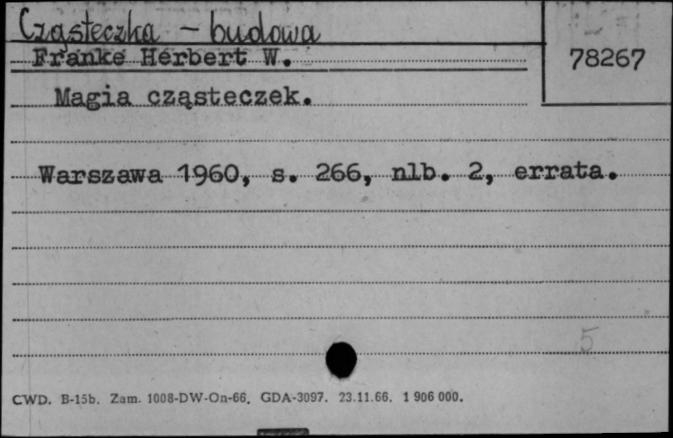 Cząsteczka – budowa
Franke Herbert W.
78267
Magia cząsteczek.
Warszawa 1960, s. 266, nlb. 2, errata.
5
CWD. B-15b. Zam. 1008-DW-On-66. GDA-3097. 23.11.66. 1 906 000.